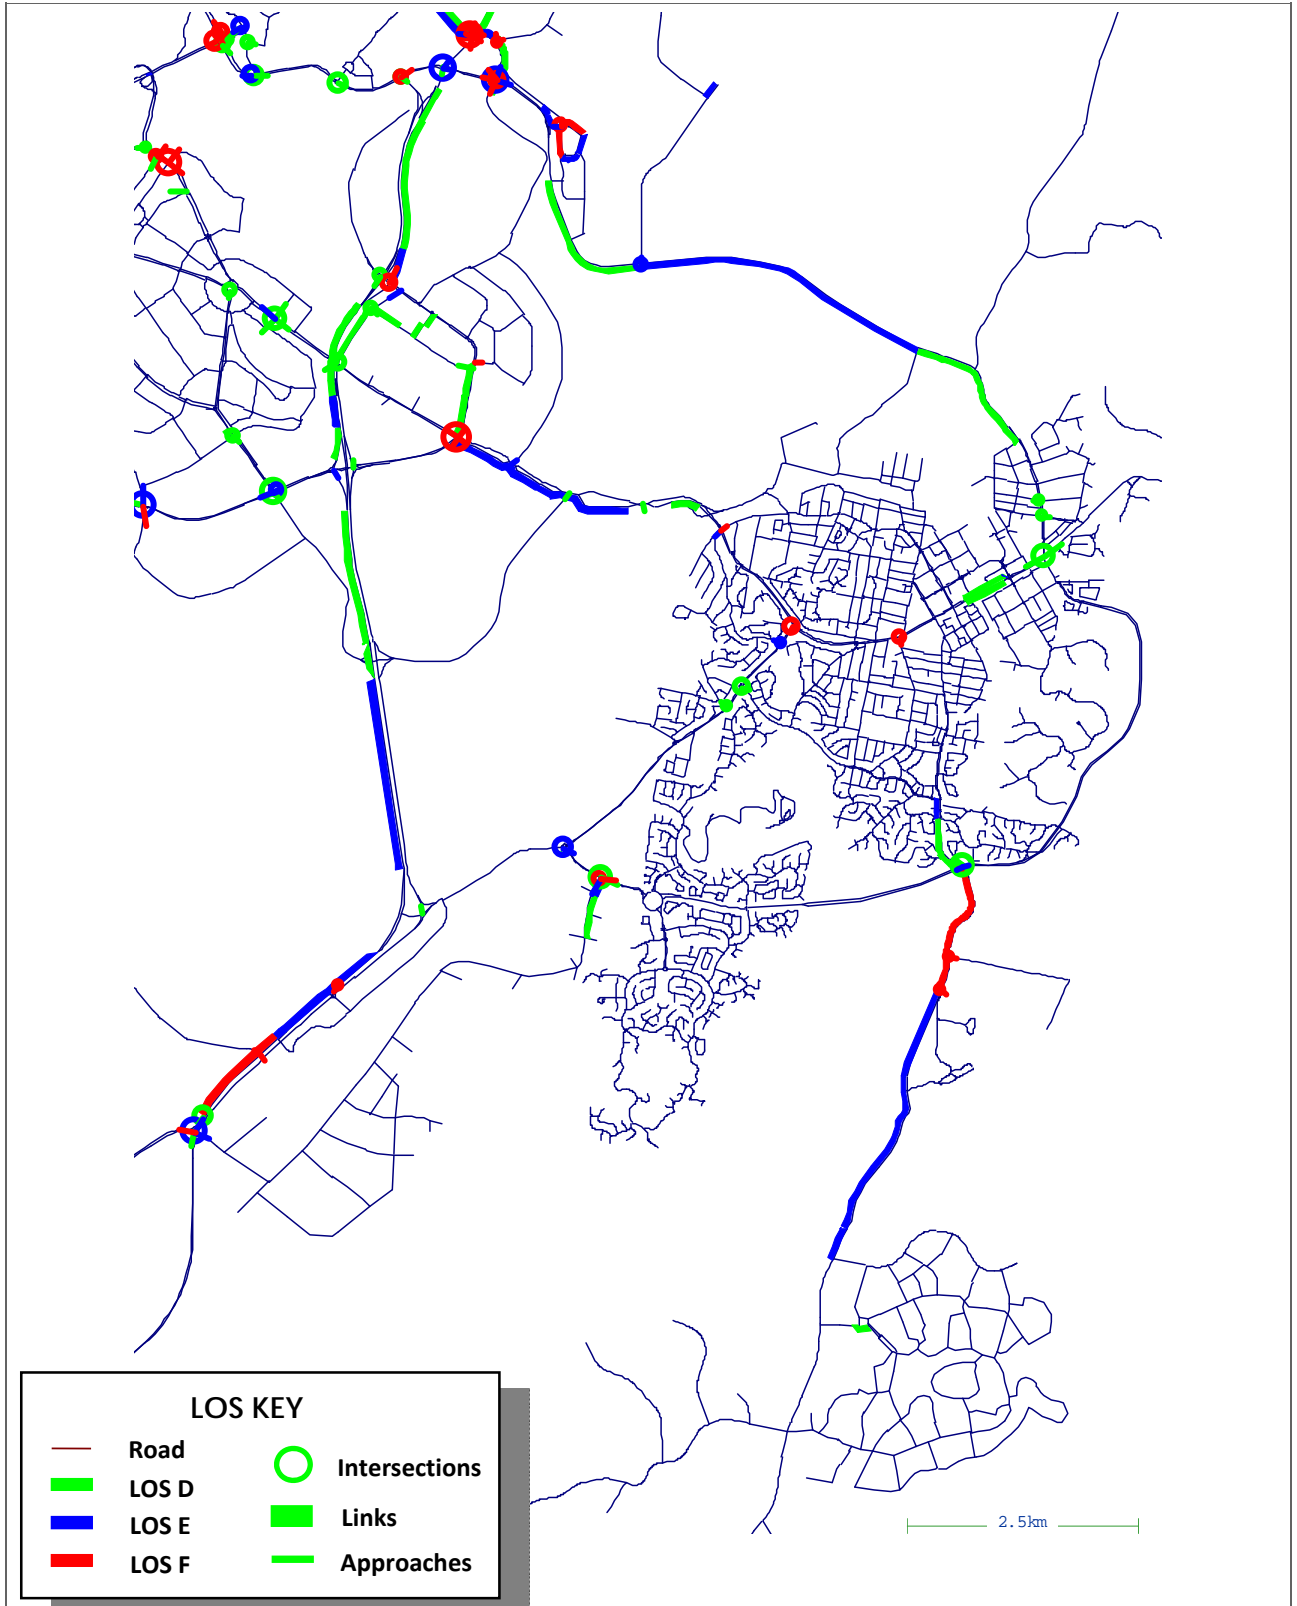 LOS KEY
Road
LOS D
LOS E
LOS F
Intersections
Links
Approaches
2.5km